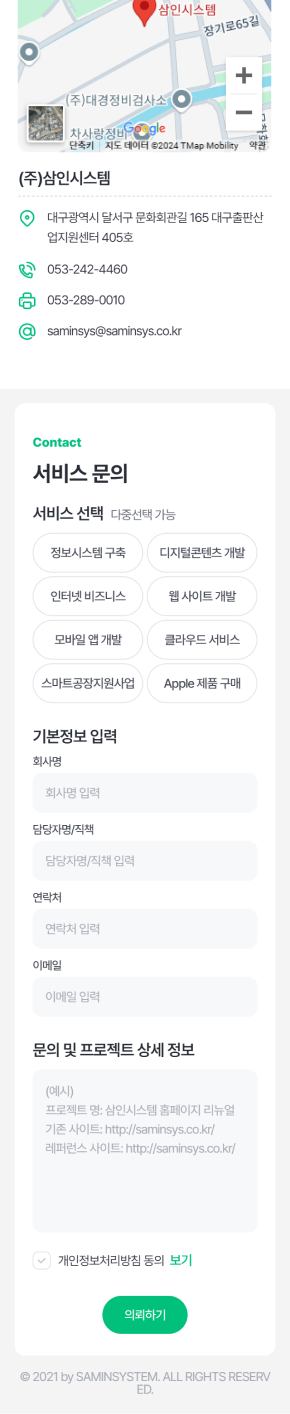 삼인시스템
장기로65길
(주)대경정비검사소
차사랑정비
Google
단축키 지도 데이터 ©2024 TMap Mobility 약관
(주)삼인시스템
대구광역시 달서구 문화회관길 165 대구출판산
업지원센터 405호
053-242-4460
053-289-0010
saminsys@saminsys.co.kr
Contact
서비스 문의
서비스 선택 다중선택 가능
정보시스템 구축 디지털콘텐츠 개발
인터넷 비즈니스 웹 사이트 개발
모바일 앱 개발 클라우드 서비스
스마트공장지원사업 Apple 제품 구매
기본정보 입력
회사명
회사명 입력
담당자명/직책
담당자명/직책 입력
연락처
연락처 입력
이메일
이메일 입력
문의 및 프로젝트 상세 정보
(예시)
프로젝트 명: 삼인시스템 홈페이지 리뉴얼
기존 사이트: http://saminsys.co.kr/
레퍼런스 사이트: http://saminsys.co.kr/
개인정보처리방침 동의 보기
의뢰하기
© 2021 by SAMINSYSTEM. ALL RIGHTS RESERV
ED.